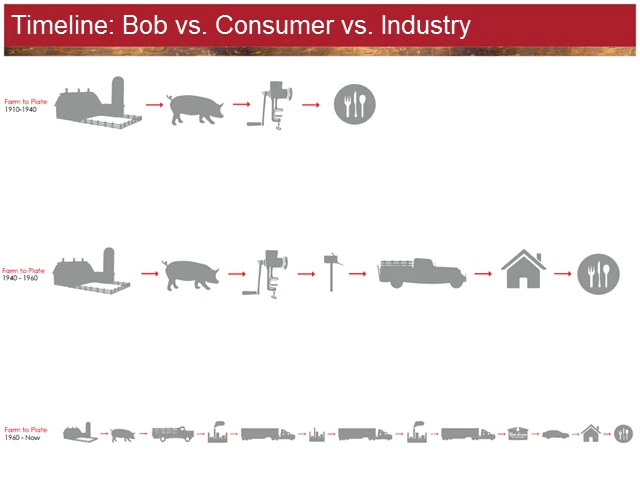 Timeline: Bob vs. Consumer vs. Industry
Farm to Plate
1910-1940
Farm to Plate
1940 - 1960
Farm to Plate
1960 - Now